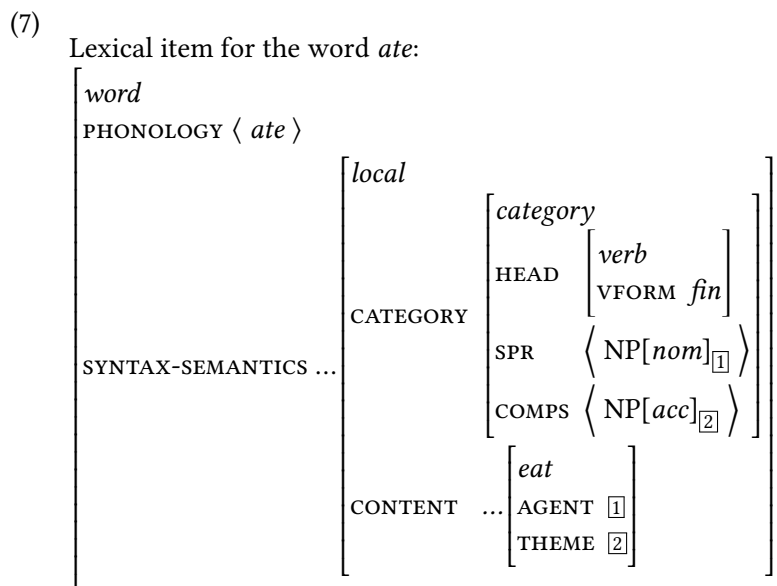 (7)
Lexical item for the word ate:
word
PHONOLOGY ⟨ ate ⟩
local
category
HEAD
verb
VFORM fin
CATEGORY
SPR ⟨ NP[nom]1 ⟩
SYNTAX-SEMANTICS ...
COMPS ⟨ NP[acc]2 ⟩
eat
CONTENT ... AGENT 1
THEME 2